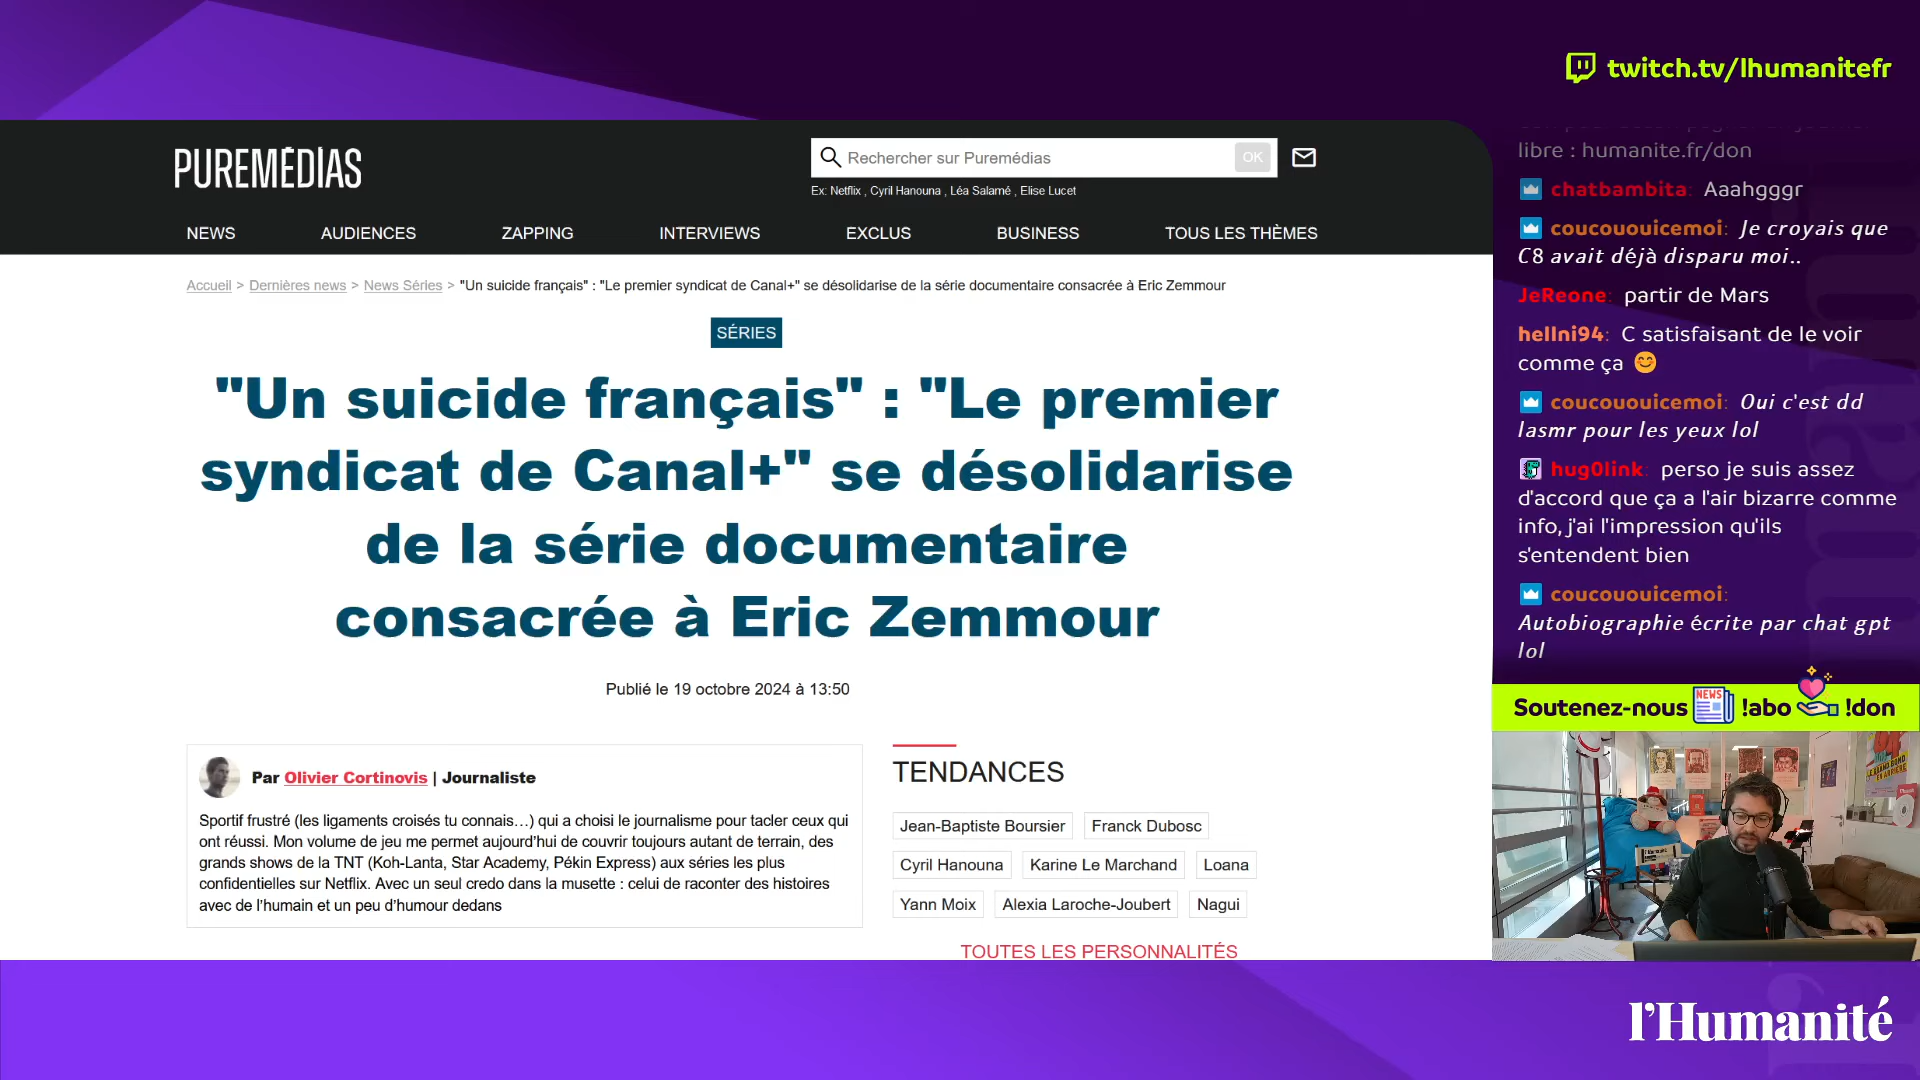 twitch.tv/lhumanitefr
PUREMÉDIAS
Rechercher sur Purémédias
OK
Ex: Netflix , Cyril Hanouna , Léa Salamé , Elise Lucet
NEWS
AUDIENCES
ZAPPING
INTERVIEWS
EXCLUS
BUSINESS
TOUS LES THÈMES
Accueil > Dernières news > News Séries > "Un suicide français" : "Le premier syndicat de Canal+" se désolidarise de la série documentaire consacrée à Eric Zemmour
SÉRIES
"Un suicide français" : "Le premier
syndicat de Canal+" se désolidarise
de la série documentaire
consacrée à Eric Zemmour
Publié le 19 octobre 2024 à 13:50
Par Olivier Cortinovis | Journaliste
Sportif frustré (les ligaments croisés tu connais…) qui a choisi le journalisme pour tacler ceux qui
ont réussi. Mon volume de jeu me permet aujourd'hui de couvrir toujours autant de terrain, des
grands shows de la TNT (Koh-Lanta, Star Academy, Pékin Express) aux séries les plus
confidentielles sur Netflix. Avec un seul credo dans la musette : celui de raconter des histoires
avec de l'humain et un peu d'humour dedans
TENDANCES
Jean-Baptiste Boursier
Franck Dubosc
Cyril Hanouna
Karine Le Marchand
Loana
Yann Moix
Alexia Laroche-Joubert
Nagui
TOUTES LES PERSONNALITÉS
libre : humanite.fr/don
chatbambita: Aaahgggr
coucououicemoi: Je croyais que
C8 avait déjà disparu moi..
JeReone: partir de Mars
hellni94: C satisfaisant de le voir
comme ça 😊
coucououicemoi: Oui c'est dd
lasmr pour les yeux lol
hug0link: perso je suis assez
d'accord que ça a l'air bizarre comme
info, j'ai l'impression qu'ils
s'entendent bien
coucououicemoi:
Autobiographie écrite par chat gpt
lol
Soutenez-nous
NEWS
!abo
!don
l'Humanité